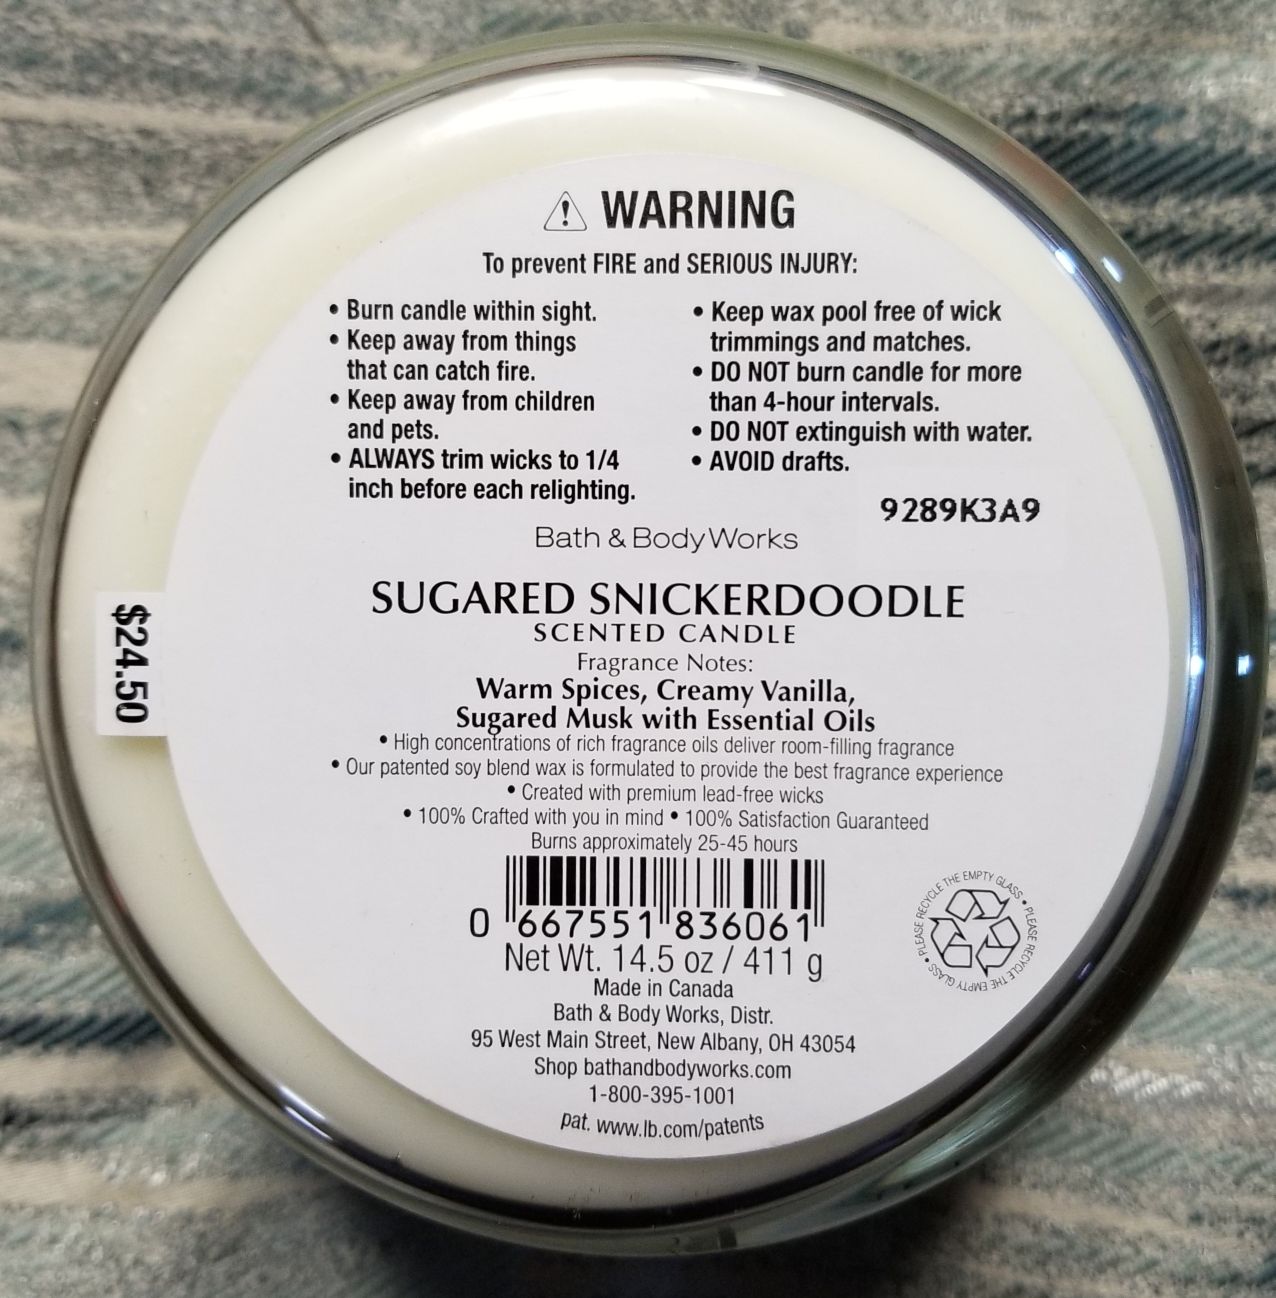 WARNING
To prevent FIRE and SERIOUS INJURY:
• Burn candle within sight.
• Keep away from things
that can catch fire.
• Keep away from children
and pets.
• ALWAYS trim wicks to 1/4
inch before each relighting.
• Keep wax pool free of wick
trimmings and matches.
• DO NOT burn candle for more
than 4-hour intervals.
• DO NOT extinguish with water.
• AVOID drafts.
9289K3A9
Bath & Body Works
SUGARED SNICKERDOODLE
SCENTED CANDLE
Fragrance Notes:
Warm Spices, Creamy Vanilla,
Sugared Musk with Essential Oils
• High concentrations of rich fragrance oils deliver room-filling fragrance
• Our patented soy blend wax is formulated to provide the best fragrance experience
• Created with premium lead-free wicks
• 100% Crafted with you in mind • 100% Satisfaction Guaranteed
Burns approximately 25-45 hours
0 667551 836061
Net Wt. 14.5 oz / 411 g
Made in Canada
Bath & Body Works, Distr.
95 West Main Street, New Albany, OH 43054
Shop bathandbodyworks.com
1-800-395-1001
pat. www.lb.com/patents
$24.50
• PLEASE RECYCLE THE EMPTY GLASS • PLEASE RECYCLE THE EMPTY GLASS